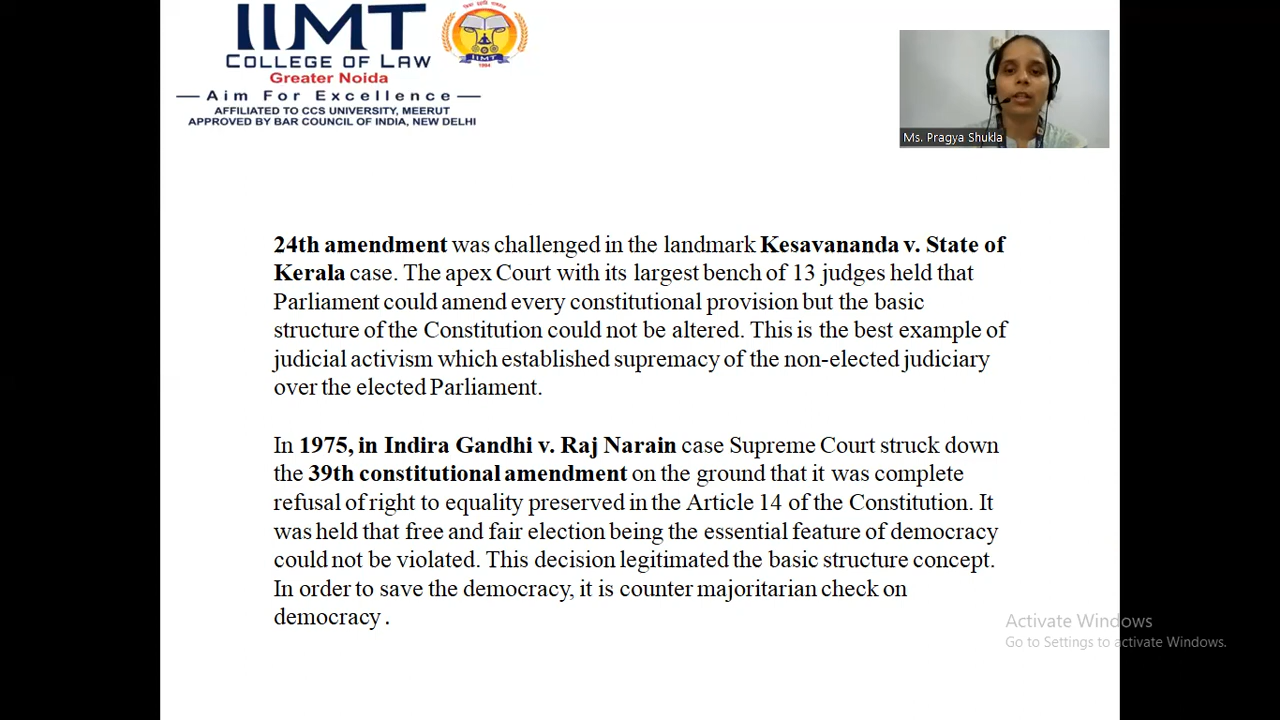 IIMT
COLLEGE OF LAW
Greater Noida
— Aim For Excellence —
AFFILIATED TO CCS UNIVERSITY, MEERUT
APPROVED BY BAR COUNCIL OF INDIA, NEW DELHI
IIMT
1994
Ms. Pragya Shukla
24th amendment was challenged in the landmark Kesavananda v. State of
Kerala case. The apex Court with its largest bench of 13 judges held that
Parliament could amend every constitutional provision but the basic
structure of the Constitution could not be altered. This is the best example of
judicial activism which established supremacy of the non-elected judiciary
over the elected Parliament.
In 1975, in Indira Gandhi v. Raj Narain case Supreme Court struck down
the 39th constitutional amendment on the ground that it was complete
refusal of right to equality preserved in the Article 14 of the Constitution. It
was held that free and fair election being the essential feature of democracy
could not be violated. This decision legitimated the basic structure concept.
In order to save the democracy, it is counter majoritarian check on
democracy .
Activate Windows
Go to Settings to activate Windows.